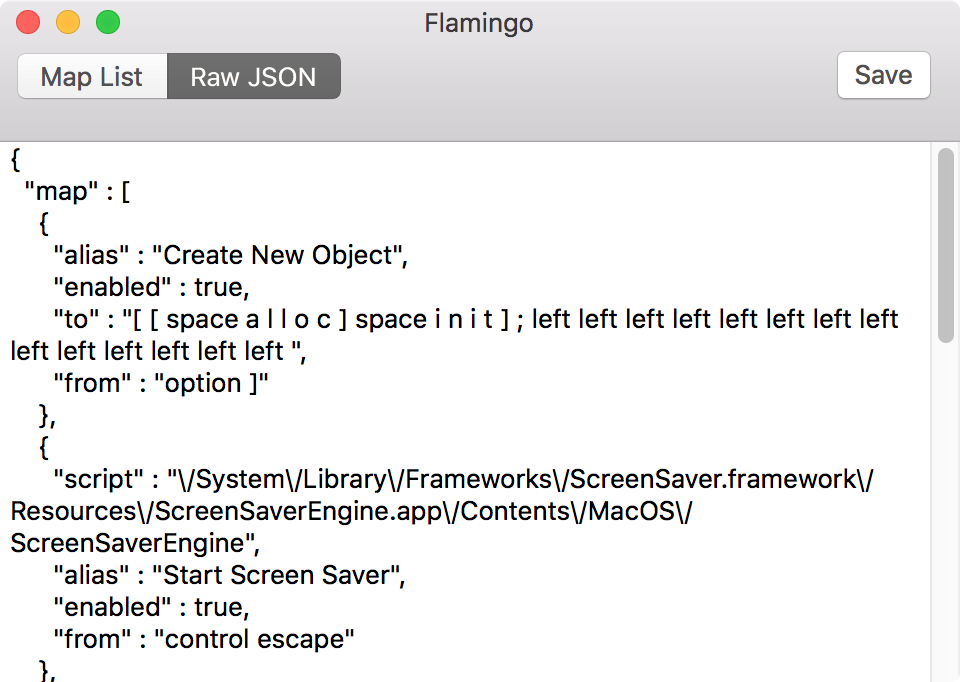 Flamingo
Map List Raw JSON Save
{
"map" : [
{
"alias" : "Create New Object",
"enabled" : true,
"to" : "[ [ space a l l o c ] space i n i t ] ; left left left left left left left left
left left left left left left ",
"from" : "option ]"
},
{
"script" : "\/System\/Library\/Frameworks\/ScreenSaver.framework\/
Resources\/ScreenSaverEngine.app\/Contents\/MacOS\/
ScreenSaverEngine",
"alias" : "Start Screen Saver",
"enabled" : true,
"from" : "control escape"
},